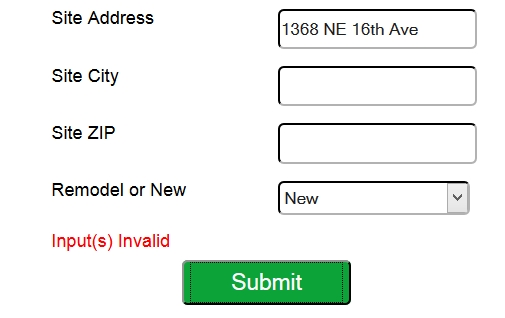 Site Address
1368 NE 16th Ave
Site City
Site ZIP
Remodel or New
New
Input(s) Invalid
Submit